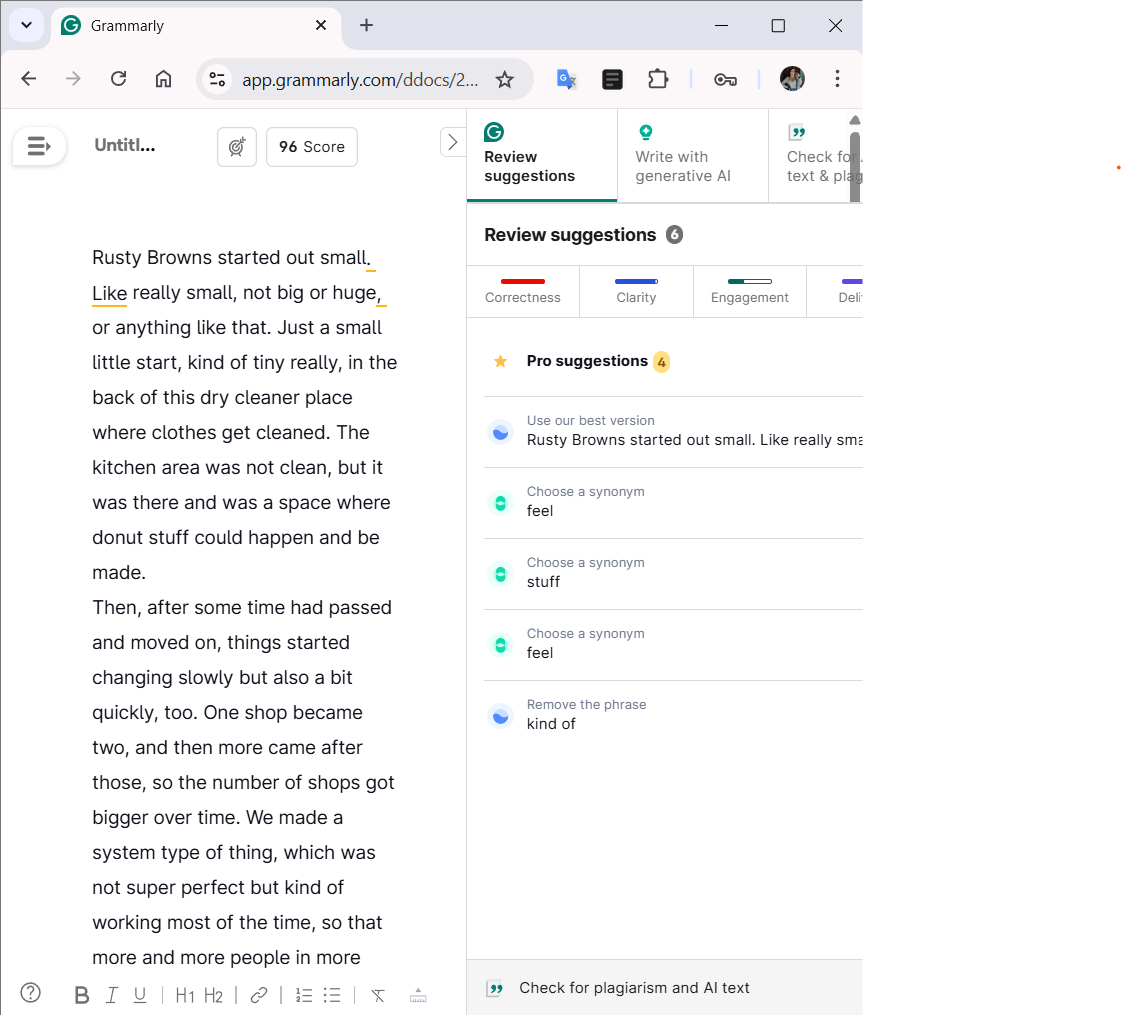 Grammarly
app.grammarly.com/ddocs/2...
Untitl...
96 Score
Review suggestions
Write with generative AI
Check for
text & plag
Review suggestions 6
Correctness
Clarity
Engagement
Deli
Rusty Browns started out small.
Like really small, not big or huge,
or anything like that. Just a small
little start, kind of tiny really, in the
back of this dry cleaner place
where clothes get cleaned. The
kitchen area was not clean, but it
was there and was a space where
donut stuff could happen and be
made.
Then, after some time had passed
and moved on, things started
changing slowly but also a bit
quickly, too. One shop became
two, and then more came after
those, so the number of shops got
bigger over time. We made a
system type of thing, which was
not super perfect but kind of
working most of the time, so that
more and more people in more
Pro suggestions 4
Use our best version
Rusty Browns started out small. Like really sma
Choose a synonym
feel
Choose a synonym
stuff
Choose a synonym
feel
Remove the phrase
kind of
B I U H1 H2
Check for plagiarism and AI text